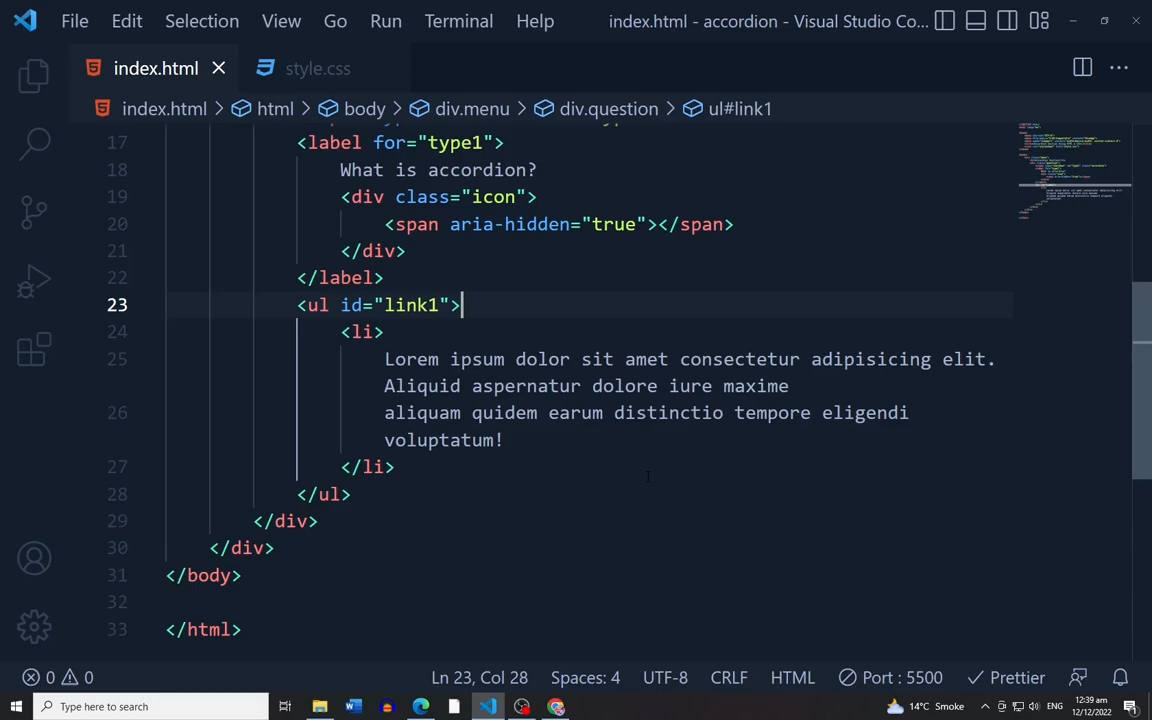 File Edit Selection View Go Run Terminal Help index.html - accordion - Visual Studio Co...
index.html style.css
index.html > html > body > div.menu > div.question > ul#link1
17 <label for="type1">
18 What is accordion?
19 <div class="icon">
20 <span aria-hidden="true"></span>
21 </div>
22 </label>
23 <ul id="link1">
24 <li>
25 Lorem ipsum dolor sit amet consectetur adipisicing elit.
Aliquid aspernatur dolore iure maxime
26 aliquam quidem earum distinctio tempore eligendi
voluptatum!
27 </li>
28 </ul>
29 </div>
30 </div>
31 </body>
32
33 </html>
0 0 Ln 23, Col 28 Spaces: 4 UTF-8 CRLF HTML Port : 5500 Prettier
Type here to search 14°C Smoke ENG 12:39 am
12/12/2022